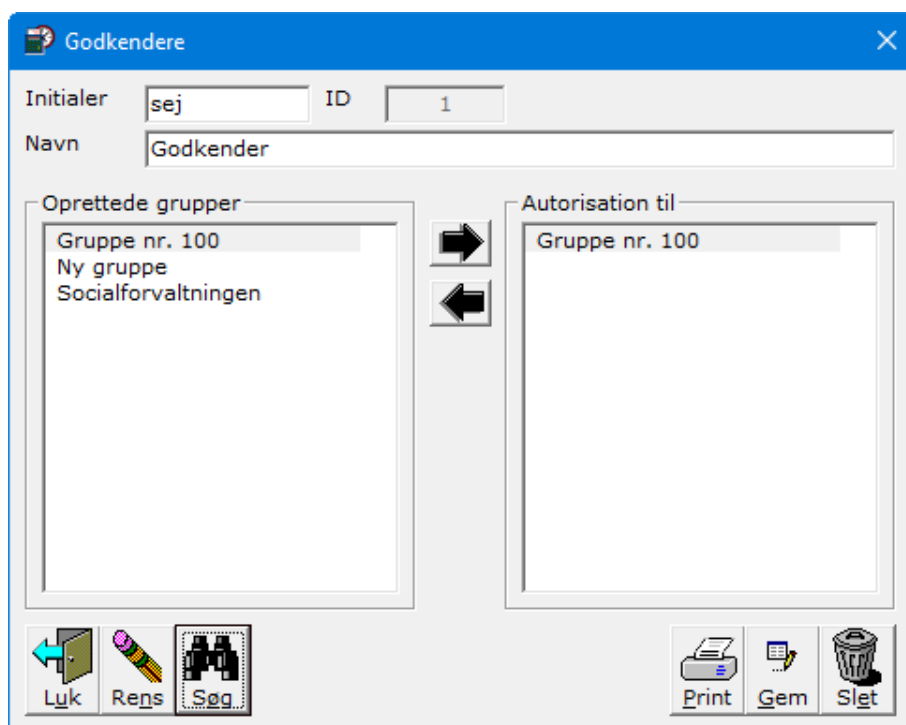 Godkendere
Initialer sej ID 1
Navn Godkender
Oprettede grupper
Gruppe nr. 100
Ny gruppe
Socialforvaltningen
Autorisation til
Gruppe nr. 100
Luk Rens Søg Print Gem Slet